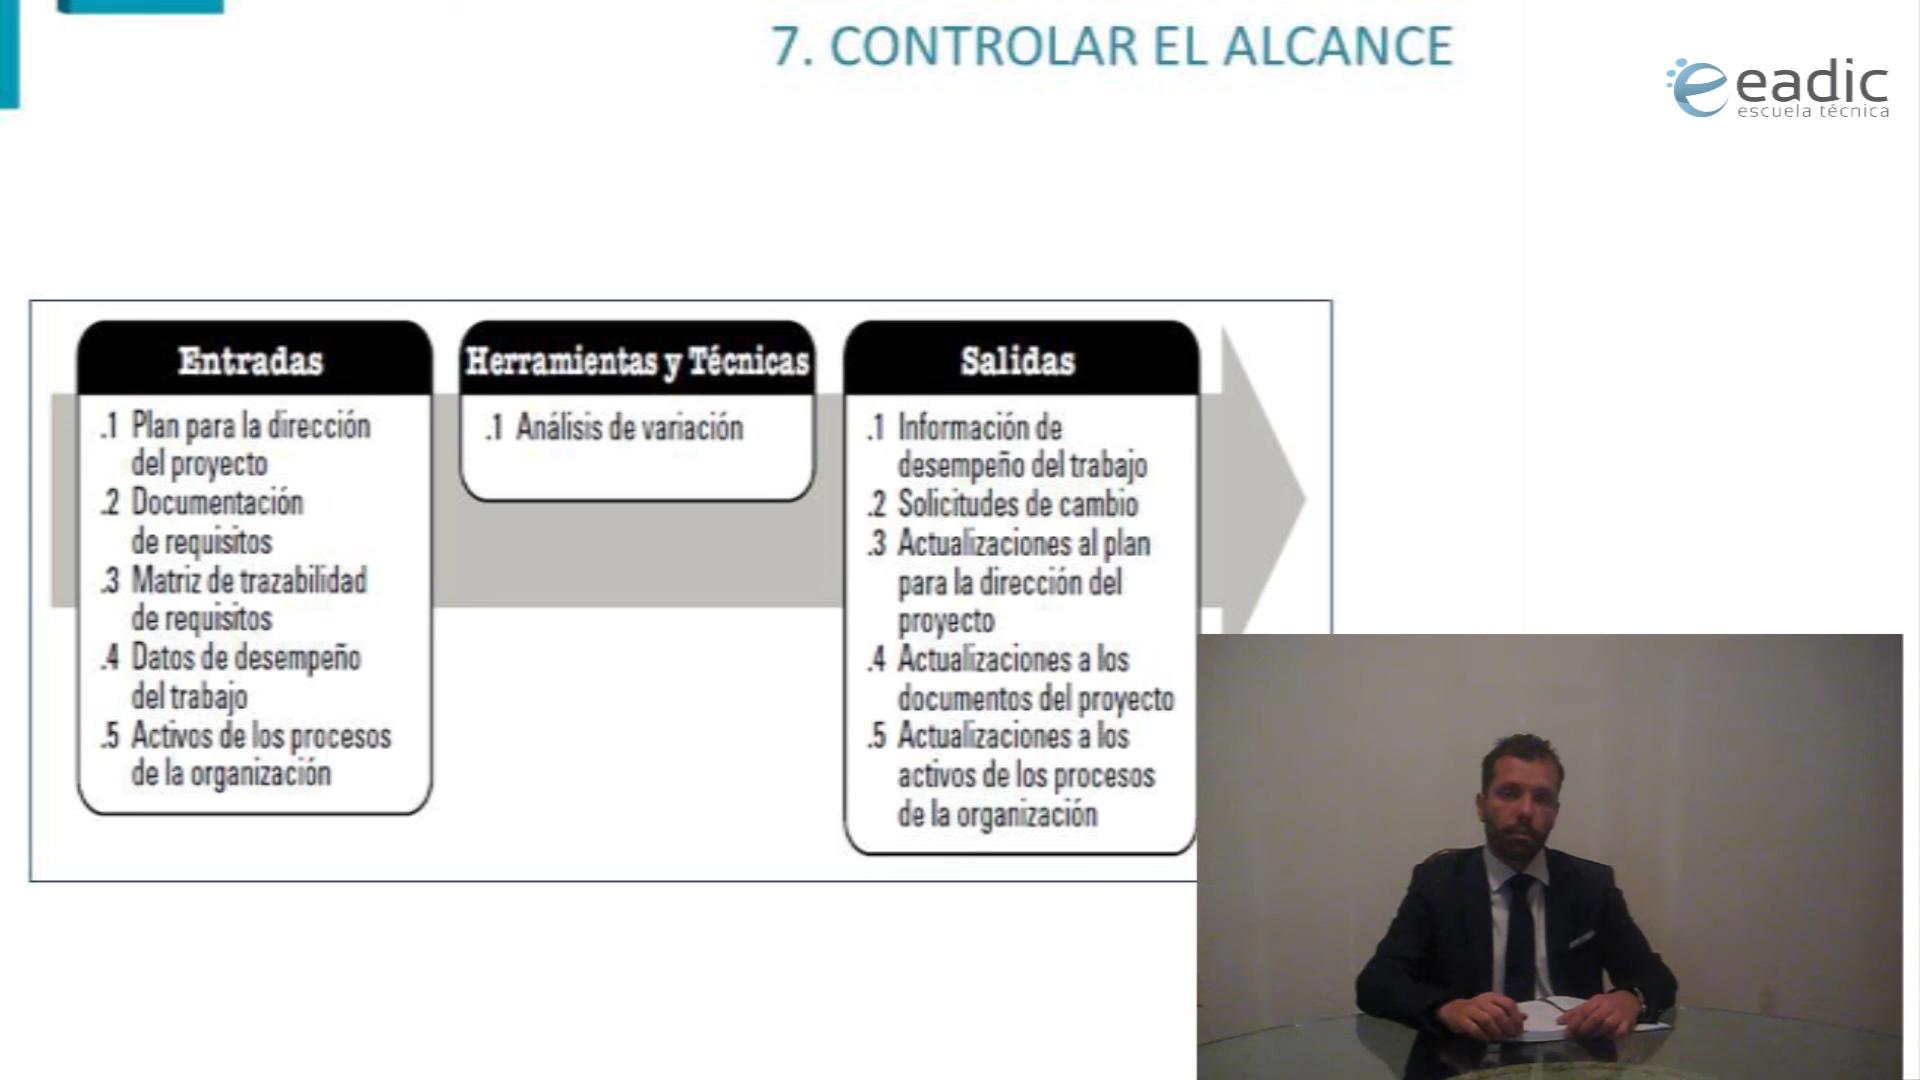 7. CONTROLAR EL ALCANCE
eadic
escuela técnica
Entradas
.1 Plan para la dirección
del proyecto
.2 Documentación
de requisitos
.3 Matriz de trazabilidad
de requisitos
.4 Datos de desempeño
del trabajo
.5 Activos de los procesos
de la organización
Herramientas y Técnicas
.1 Análisis de variación
Salidas
.1 Información de
desempeño del trabajo
.2 Solicitudes de cambio
.3 Actualizaciones al plan
para la dirección del
proyecto
.4 Actualizaciones a los
documentos del proyecto
.5 Actualizaciones a los
activos de los procesos
de la organización